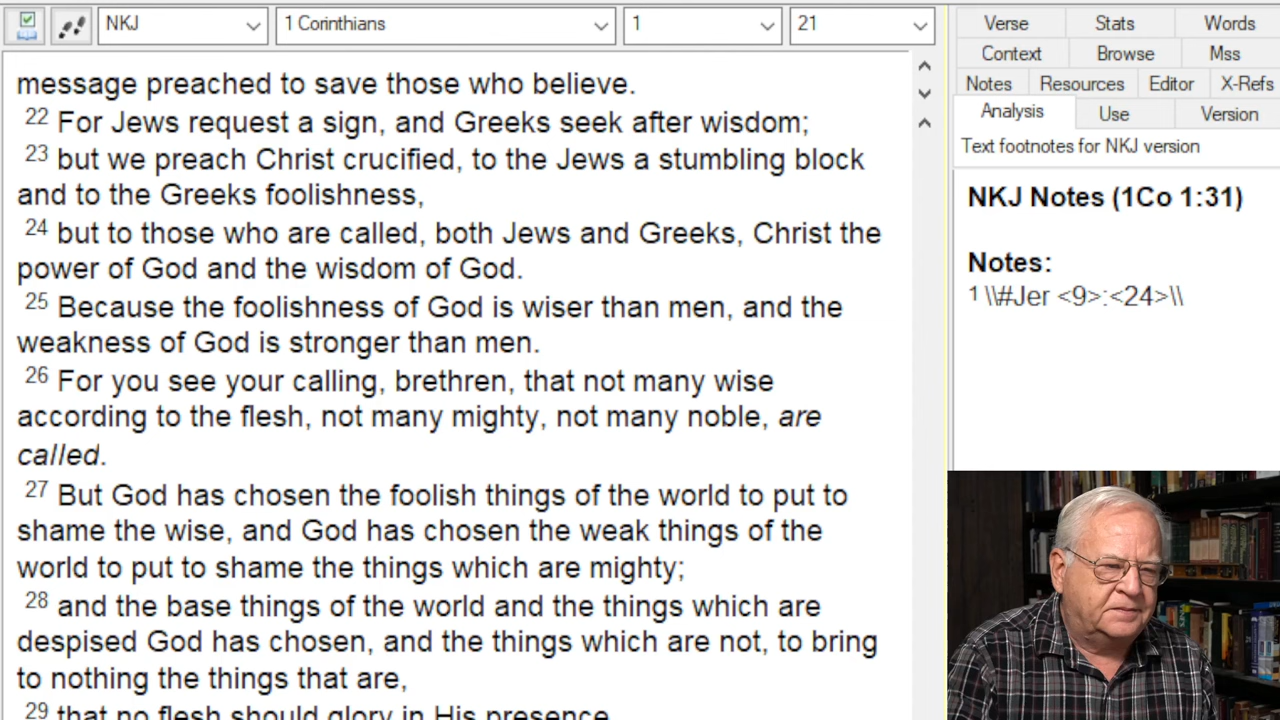 NKJ 1 Corinthians 1 21
message preached to save those who believe.
22 For Jews request a sign, and Greeks seek after wisdom;
23 but we preach Christ crucified, to the Jews a stumbling block
and to the Greeks foolishness,
24 but to those who are called, both Jews and Greeks, Christ the
power of God and the wisdom of God.
25 Because the foolishness of God is wiser than men, and the
weakness of God is stronger than men.
26 For you see your calling, brethren, that not many wise
according to the flesh, not many mighty, not many noble, are
called.
27 But God has chosen the foolish things of the world to put to
shame the wise, and God has chosen the weak things of the
world to put to shame the things which are mighty;
28 and the base things of the world and the things which are
despised God has chosen, and the things which are not, to bring
to nothing the things that are,
29 that no flesh should glory in His presence.
Verse Stats Words
Context Browse Mss
Notes Resources Editor X-Refs
Analysis Use Version
Text footnotes for NKJ version
NKJ Notes (1Co 1:31)
Notes:
1 \\#Jer <9>:<24>\\